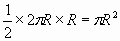 1/2 × 2πR × R = πR²